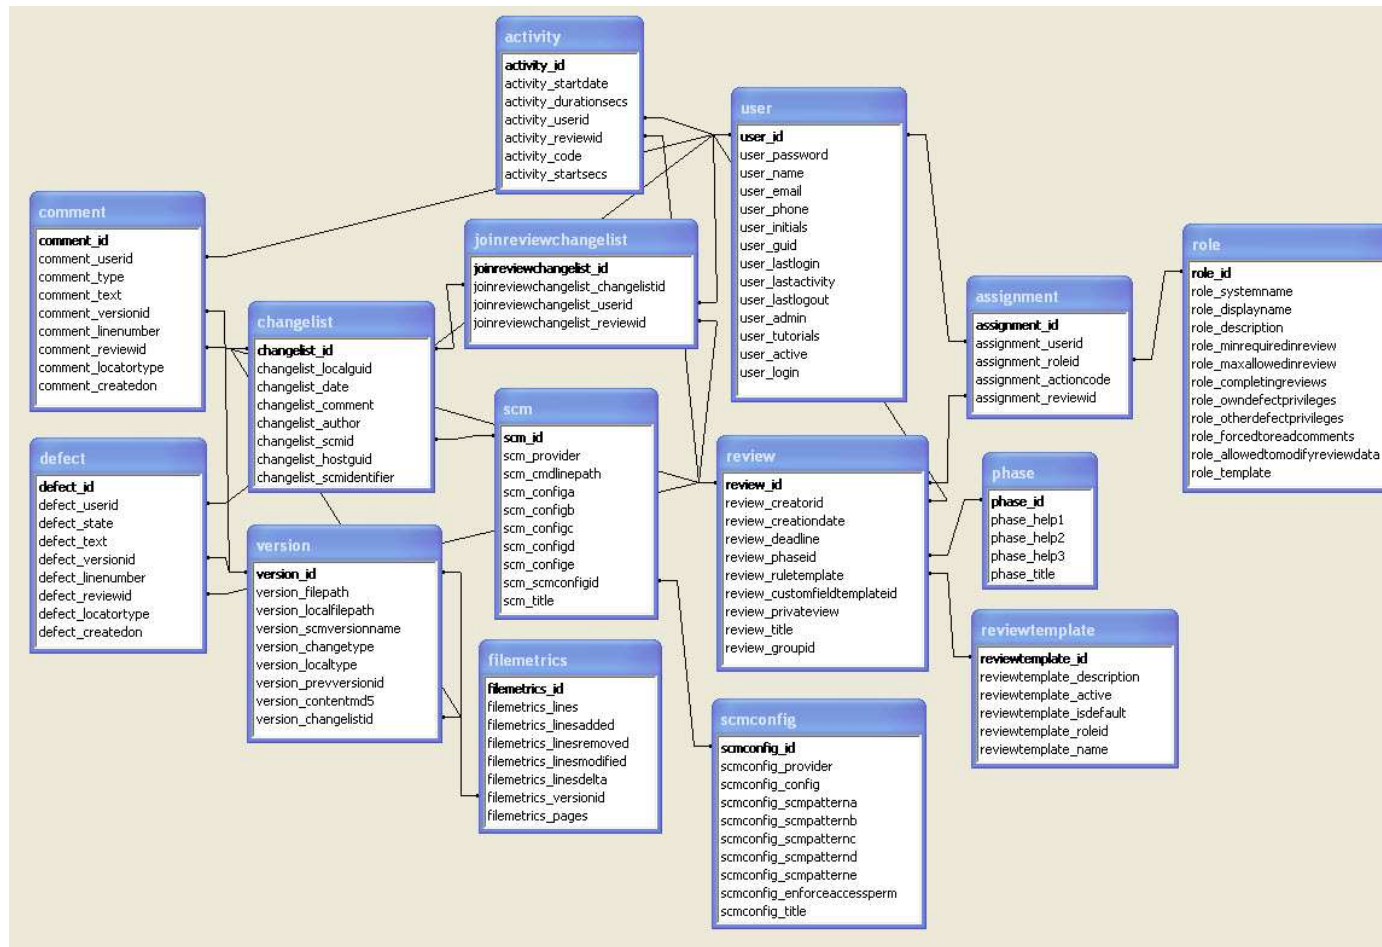 activity
activity_id
activity_startdate
activity_durationsecs
activity_userid
activity_reviewid
activity_code
activity_startsecs
user
user_id
user_password
user_name
user_email
user_phone
user_initials
user_guid
user_lastlogin
user_lastactivity
user_lastlogout
user_admin
user_tutorials
user_active
user_login
comment
comment_id
comment_userid
comment_type
comment_text
comment_versionid
comment_linenumber
comment_reviewid
comment_locatortype
comment_createdon
joinreviewchangelist
joinreviewchangelist_id
joinreviewchangelist_changelistid
joinreviewchangelist_userid
joinreviewchangelist_reviewid
role
role_id
role_systemname
role_displayname
role_description
role_minrequiredinreview
role_maxallowedinreview
role_completingreviews
role_owndefectprivileges
role_otherdefectprivileges
role_forcedtoreadcomments
role_allowedtomodifyreviewdata
role_template
assignment
assignment_id
assignment_userid
assignment_roleid
assignment_actioncode
assignment_reviewid
changelist
changelist_id
changelist_localguid
changelist_date
changelist_comment
changelist_author
changelist_scmid
changelist_hostguid
changelist_scmidentifier
scm
scm_id
scm_provider
scm_cmdlinepath
scm_configa
scm_configb
scm_configc
scm_configd
scm_confige
scm_scmconfigid
scm_title
defect
defect_id
defect_userid
defect_state
defect_text
defect_versionid
defect_linenumber
defect_reviewid
defect_locatortype
defect_createdon
review
review_id
review_creatorid
review_creationdate
review_deadline
review_phaseid
review_ruletemplate
review_customfieldtemplateid
review_privateview
review_title
review_groupid
phase
phase_id
phase_help1
phase_help2
phase_help3
phase_title
version
version_id
version_filepath
version_localfilepath
version_scmversionname
version_changetype
version_localtype
version_prevversionid
version_contentmd5
version_changelistid
reviewtemplate
reviewtemplate_id
reviewtemplate_description
reviewtemplate_active
reviewtemplate_isdefault
reviewtemplate_roleid
reviewtemplate_name
filemetrics
filemetrics_id
filemetrics_lines
filemetrics_linesadded
filemetrics_linesremoved
filemetrics_linesmodified
filemetrics_linesdelta
filemetrics_versionid
filemetrics_pages
scmconfig
scmconfig_id
scmconfig_provider
scmconfig_config
scmconfig_scmpatterna
scmconfig_scmpatternb
scmconfig_scmpatternc
scmconfig_scmpatternd
scmconfig_scmpatterne
scmconfig_enforceaccessperm
scmconfig_title